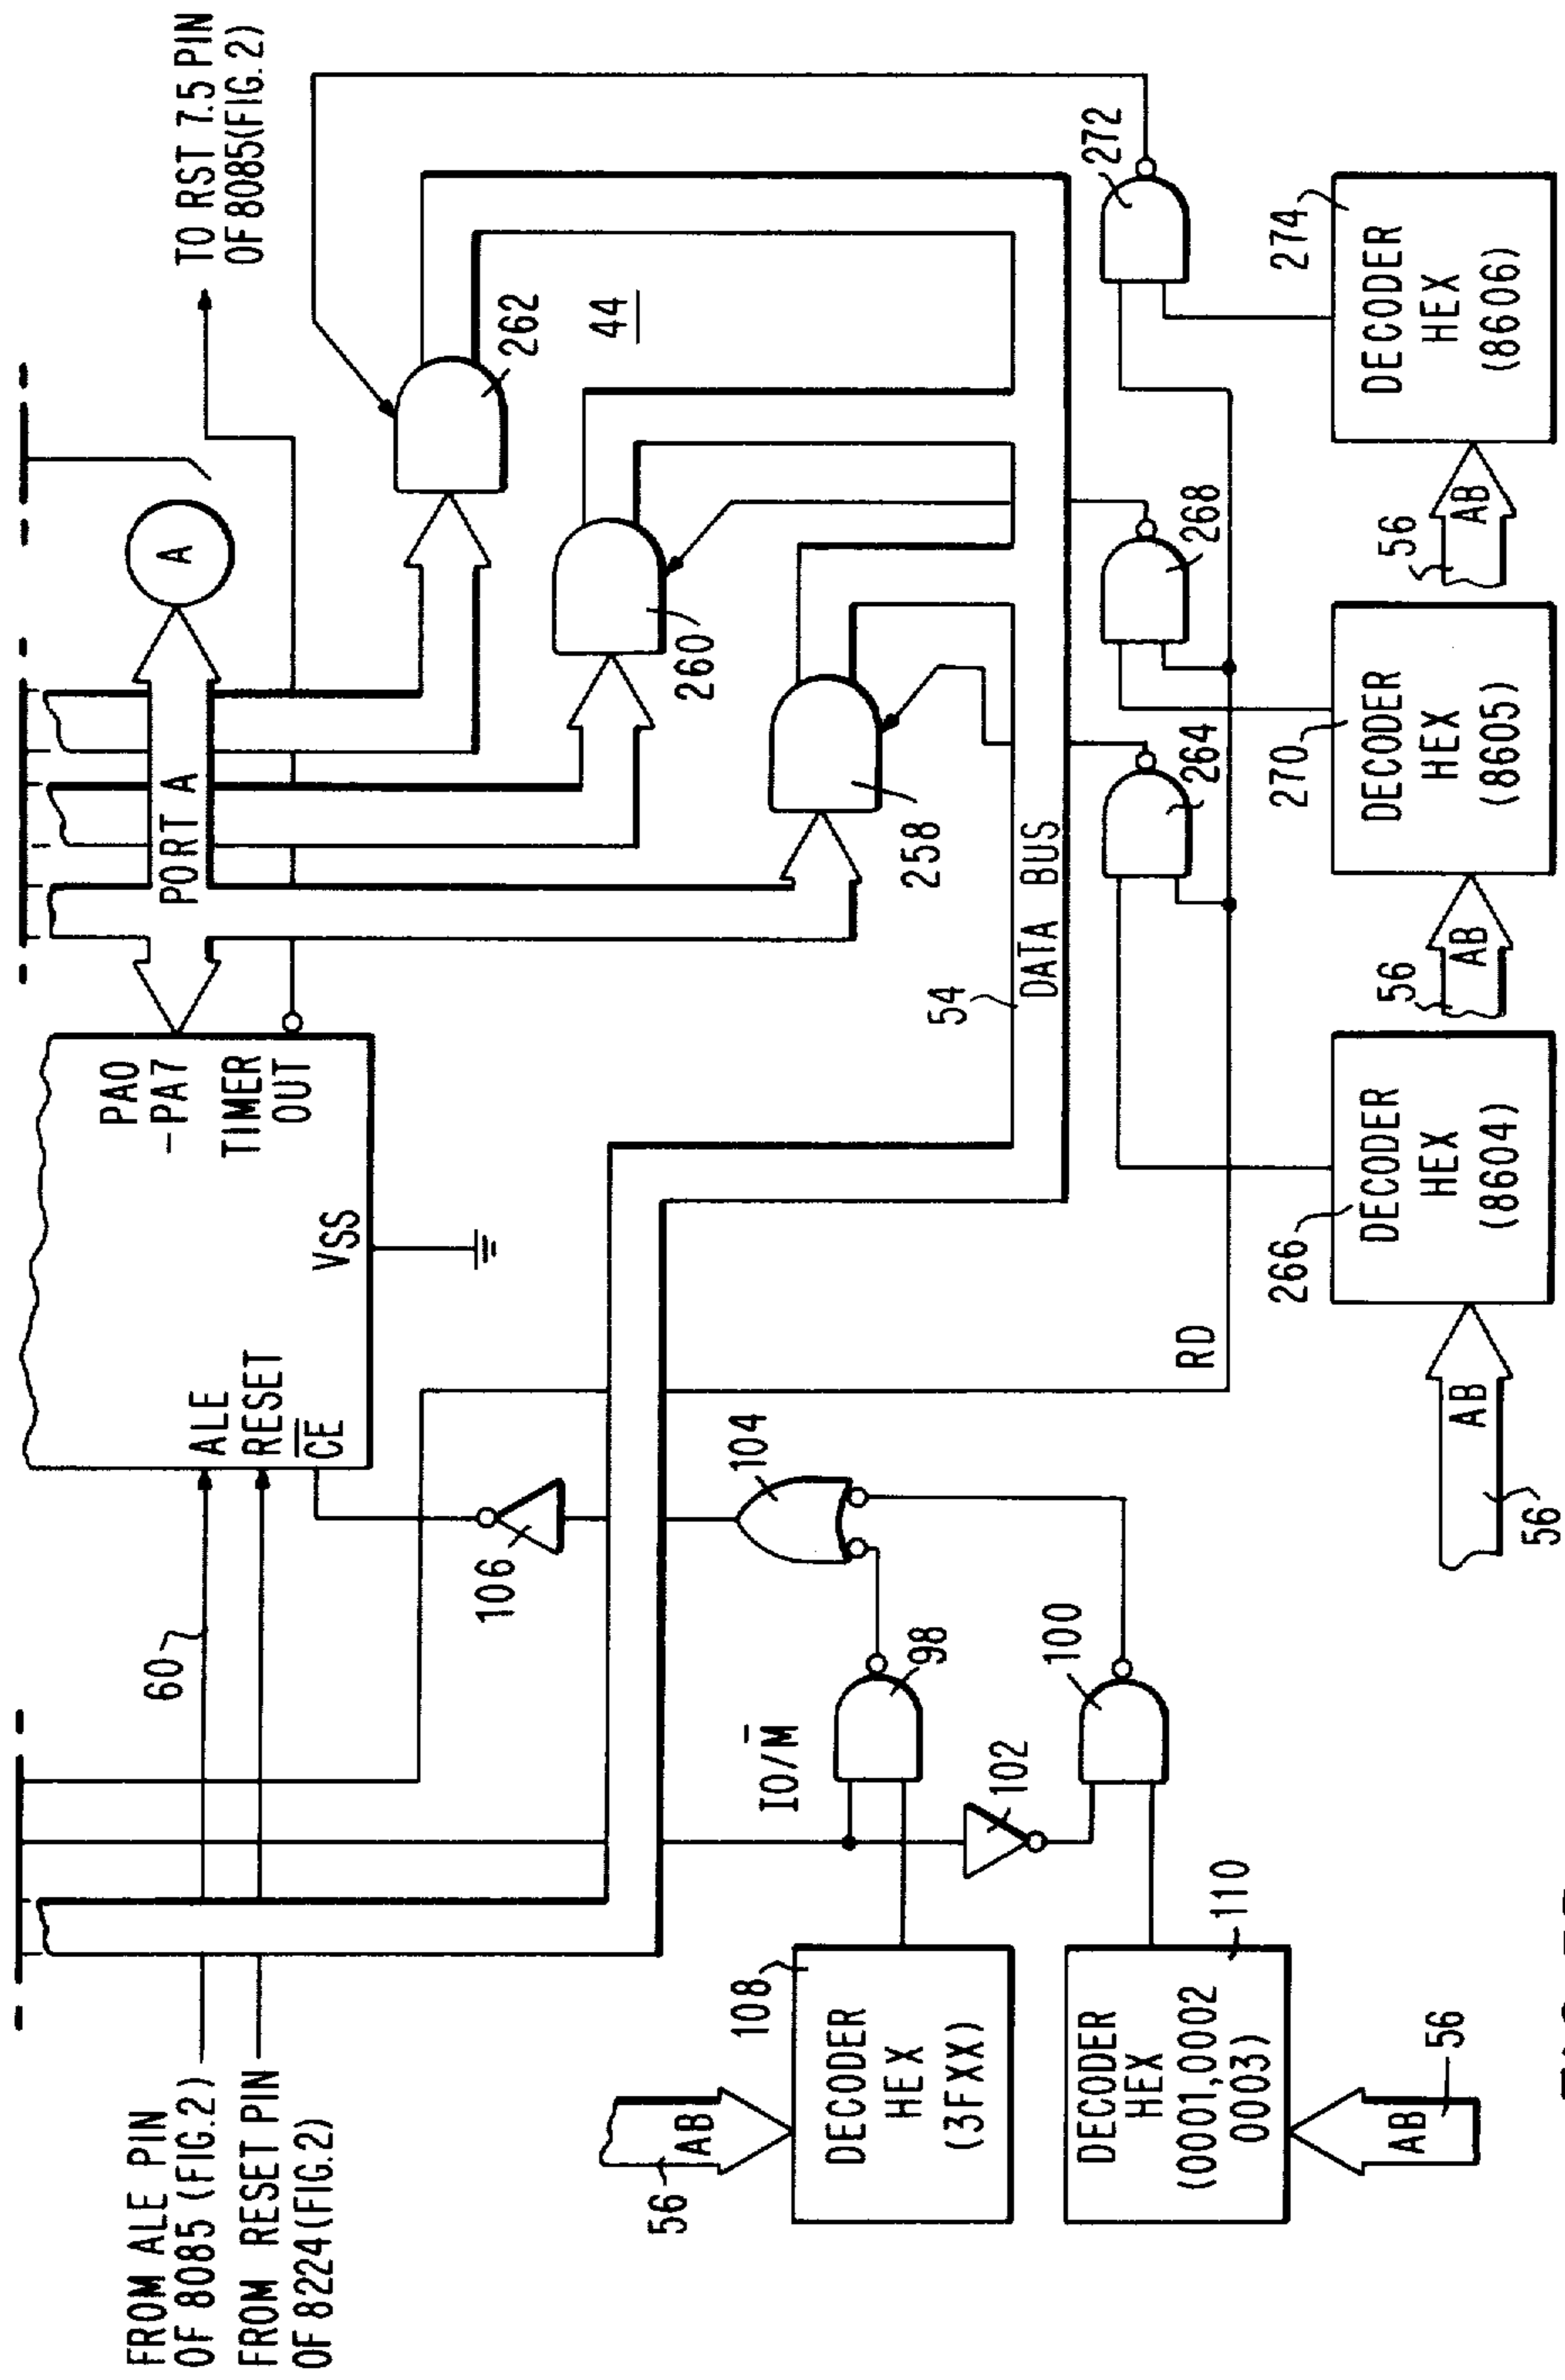 FROM ALE PIN
OF 8085 (FIG.2)
FROM RESET PIN
OF 8224 (FIG.2)
60
ALE
RESET
CE
VSS
PA0
-PA7
TIMER
OUT
PORT A
A
TO RST 7.5 PIN
OF 8085 (FIG. 2)
106
104
IO/M̅
98
102
100
56
AB
108
DECODER
HEX
(3FXX)
DECODER
HEX
(0001,0002
0003)
110
AB
56
44
262
260
258
54
DATA BUS
RD
264
268
272
266
DECODER
HEX
(8604)
AB
56
270
DECODER
HEX
(8605)
56
AB
274
DECODER
HEX
(8606)
56
AB